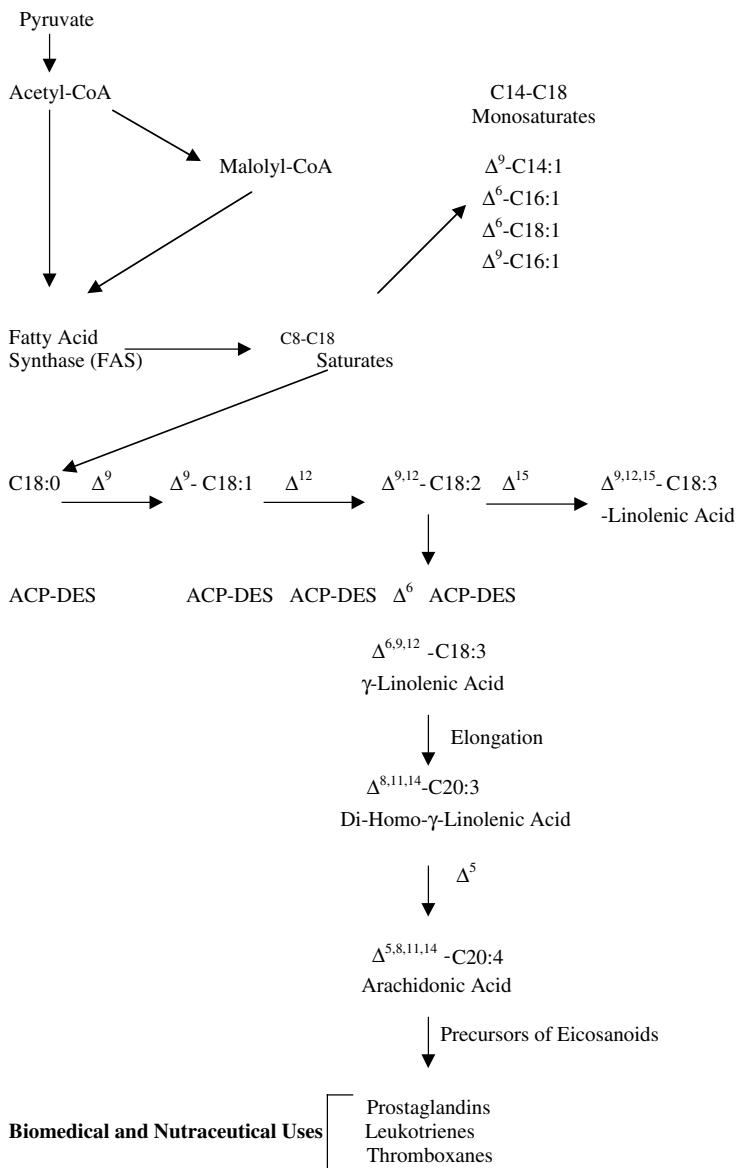 Pyruvate
Acetyl-CoA
C14-C18
Monosaturates
Malolyl-CoA
Δ⁹-C14:1
Δ⁶-C16:1
Δ⁶-C18:1
Δ⁹-C16:1
Fatty Acid
Synthase (FAS)
C8-C18
Saturates
C18:0 Δ⁹ Δ⁹- C18:1 Δ¹² Δ⁹,¹²- C18:2 Δ¹⁵ Δ⁹,¹²,¹⁵- C18:3
-Linolenic Acid
ACP-DES ACP-DES ACP-DES Δ⁶ ACP-DES
Δ⁶,⁹,¹² -C18:3
γ-Linolenic Acid
Elongation
Δ⁸,¹¹,¹⁴-C20:3
Di-Homo-γ-Linolenic Acid
Δ⁵
Δ⁵,⁸,¹¹,¹⁴ -C20:4
Arachidonic Acid
Precursors of Eicosanoids
Prostaglandins
Biomedical and Nutraceutical Uses Leukotrienes
Thromboxanes